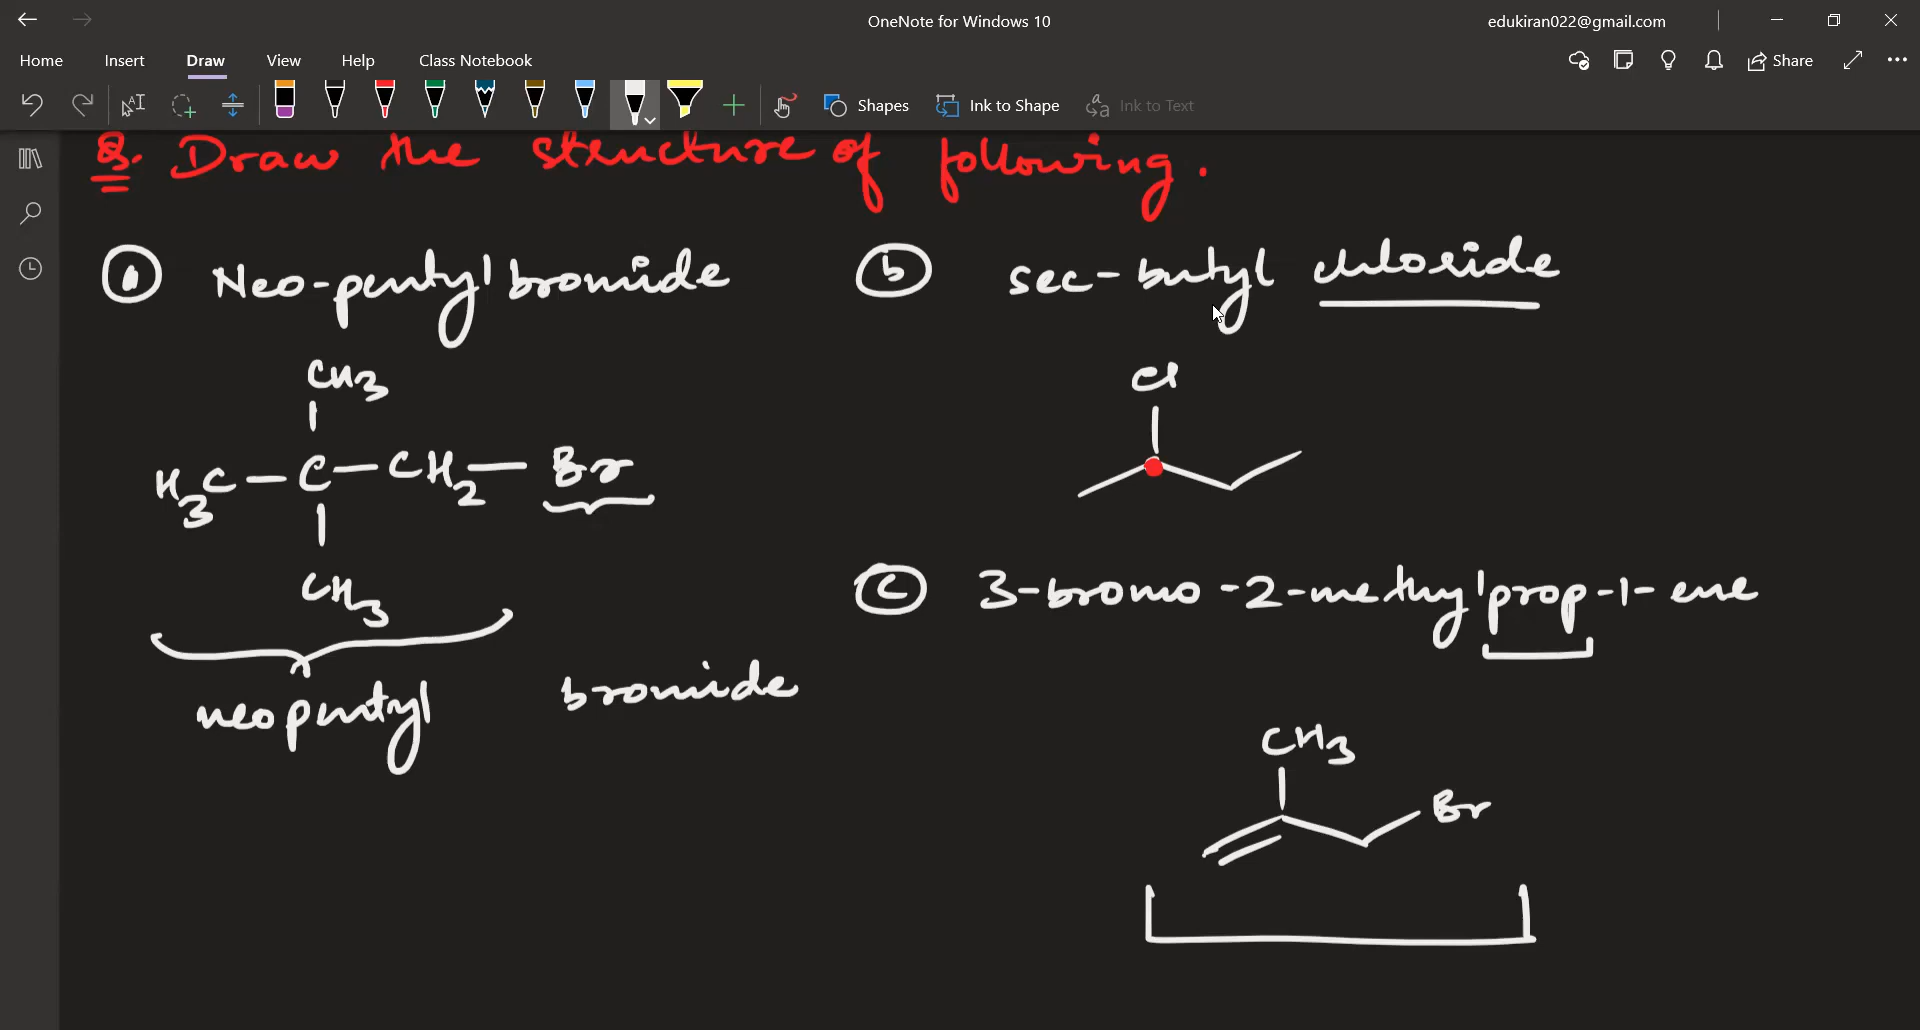 OneNote for Windows 10
edukiran022@gmail.com
Home Insert Draw View Help Class Notebook
Share
Shapes Ink to Shape Ink to Text
Q. Draw the structure of following.
a Neo-pentyl bromide
CH3
H3C-C-CH2-Br
CH3
neopentyl bromide
b sec-butyl chloride
Cl
c 3-bromo-2-methylprop-1-ene
CH3
Br